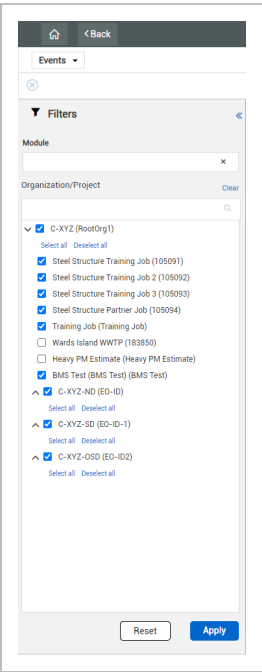 <Back
Events
Filters
«
Module
×
Organization/Project
Clear
C-XYZ (RootOrg1)
Select all Deselect all
Steel Structure Training Job (105091)
Steel Structure Training Job 2 (105092)
Steel Structure Training Job 3 (105093)
Steel Structure Partner Job (105094)
Training Job (Training Job)
Wards Island WWTP (183850)
Heavy PM Estimate (Heavy PM Estimate)
BMS Test (BMS Test) (BMS Test)
C-XYZ-ND (EO-ID)
Select all Deselect all
C-XYZ-SD (EO-ID-1)
Select all Deselect all
C-XYZ-OSD (EO-ID2)
Select all Deselect all
Reset Apply